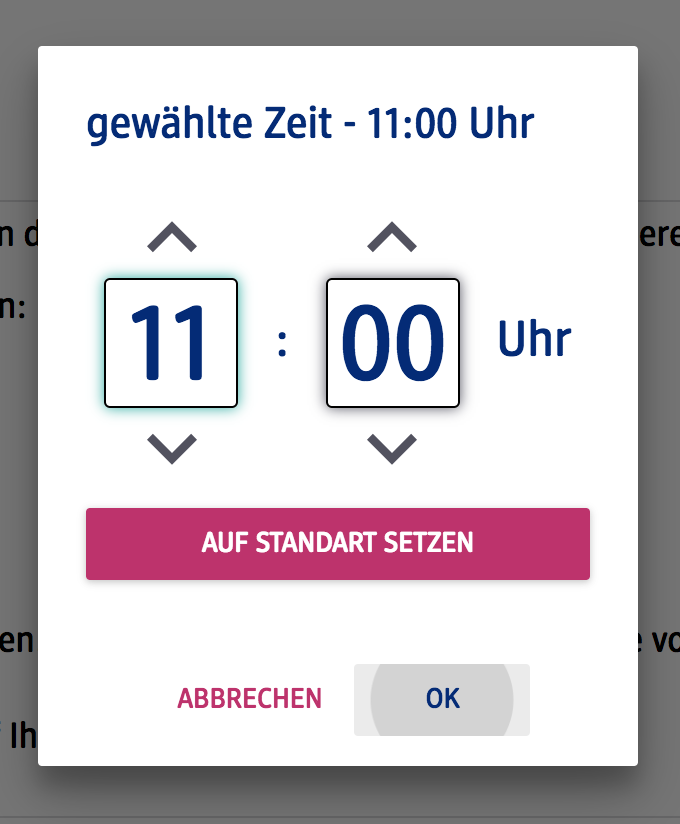 gewählte Zeit - 11:00 Uhr
n d
ere
n:
11 : 00 Uhr
AUF STANDART SETZEN
en
e vo
ABBRECHEN OK
Ih